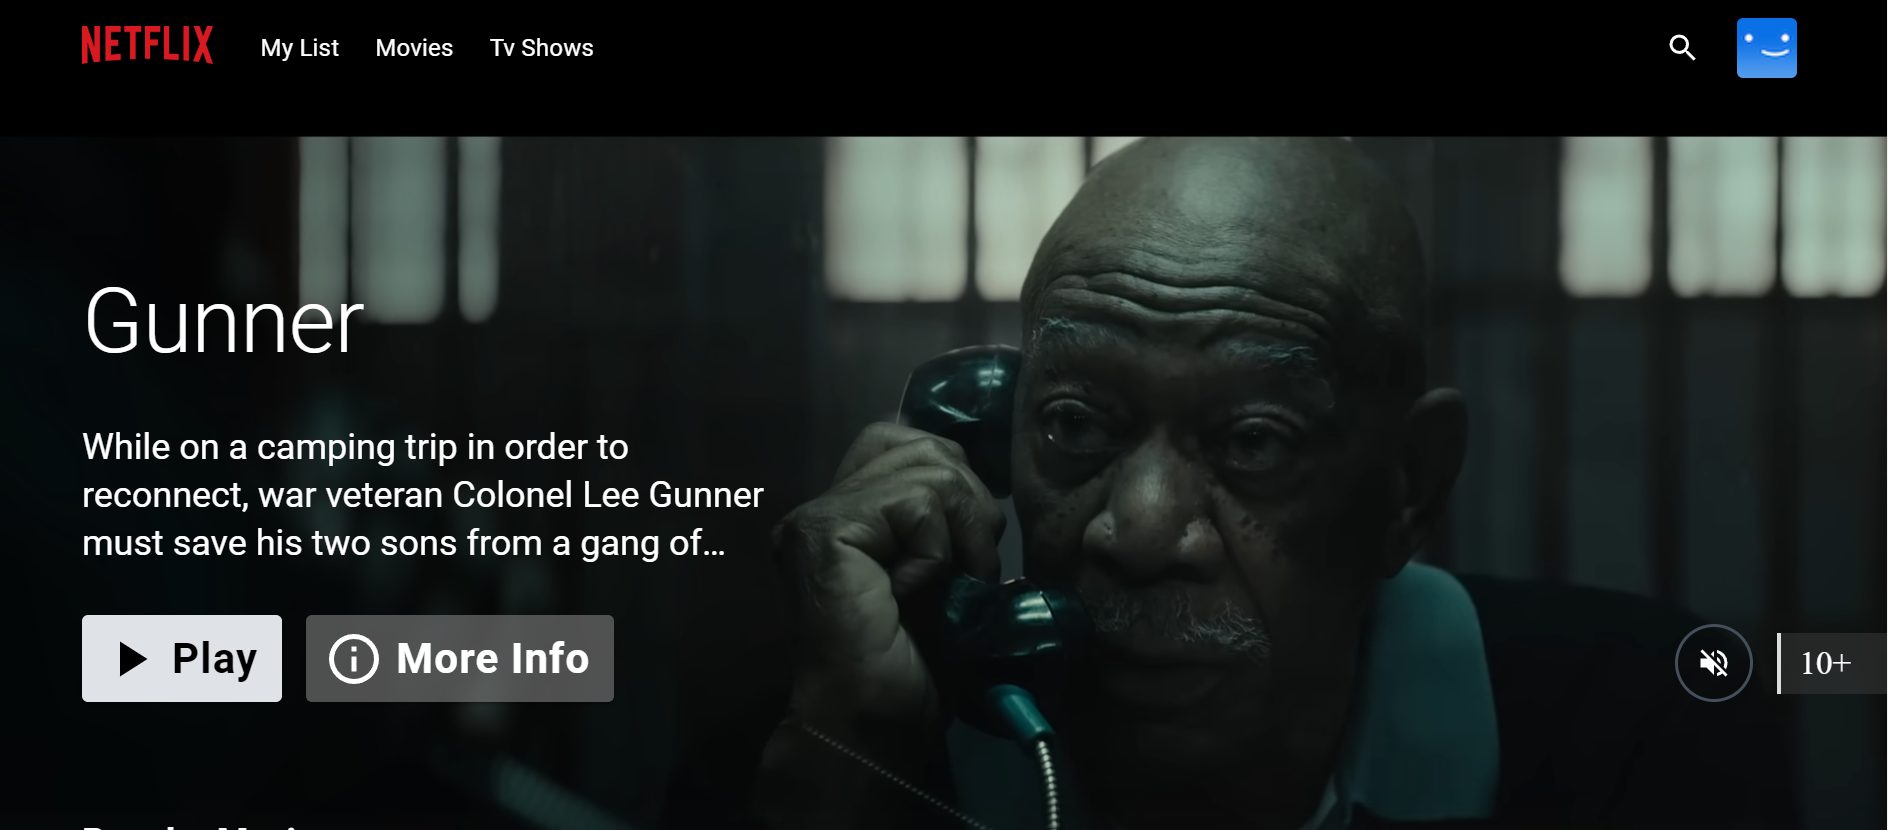 NETFLIX
My List
Movies
Tv Shows
Gunner
While on a camping trip in order to
reconnect, war veteran Colonel Lee Gunner
must save his two sons from a gang of...
Play
More Info
10+